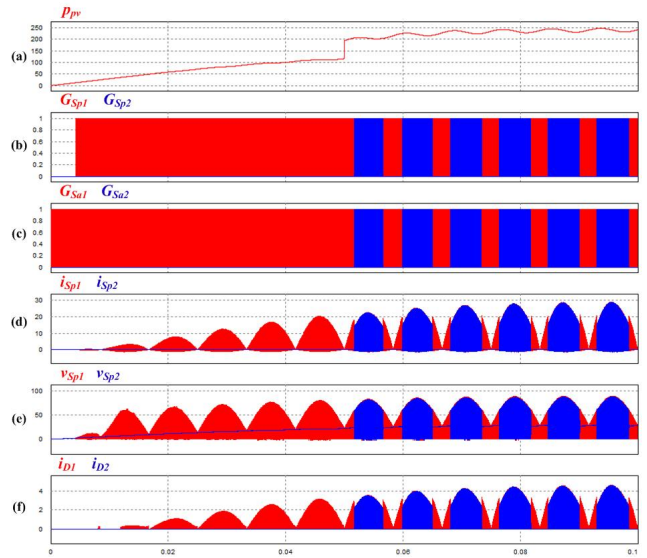 p_pv
250
200
150
100
50
0
(a)
G_Sp1 G_Sp2
1
0.8
0.6
0.4
0.2
0
(b)
G_Sa1 G_Sa2
1
0.8
0.6
0.4
0.2
0
(c)
i_Sp1 i_Sp2
30
20
10
0
(d)
v_Sp1 v_Sp2
100
50
0
(e)
i_D1 i_D2
4
2
0
(f)
0 0.02 0.04 0.06 0.08 0.1